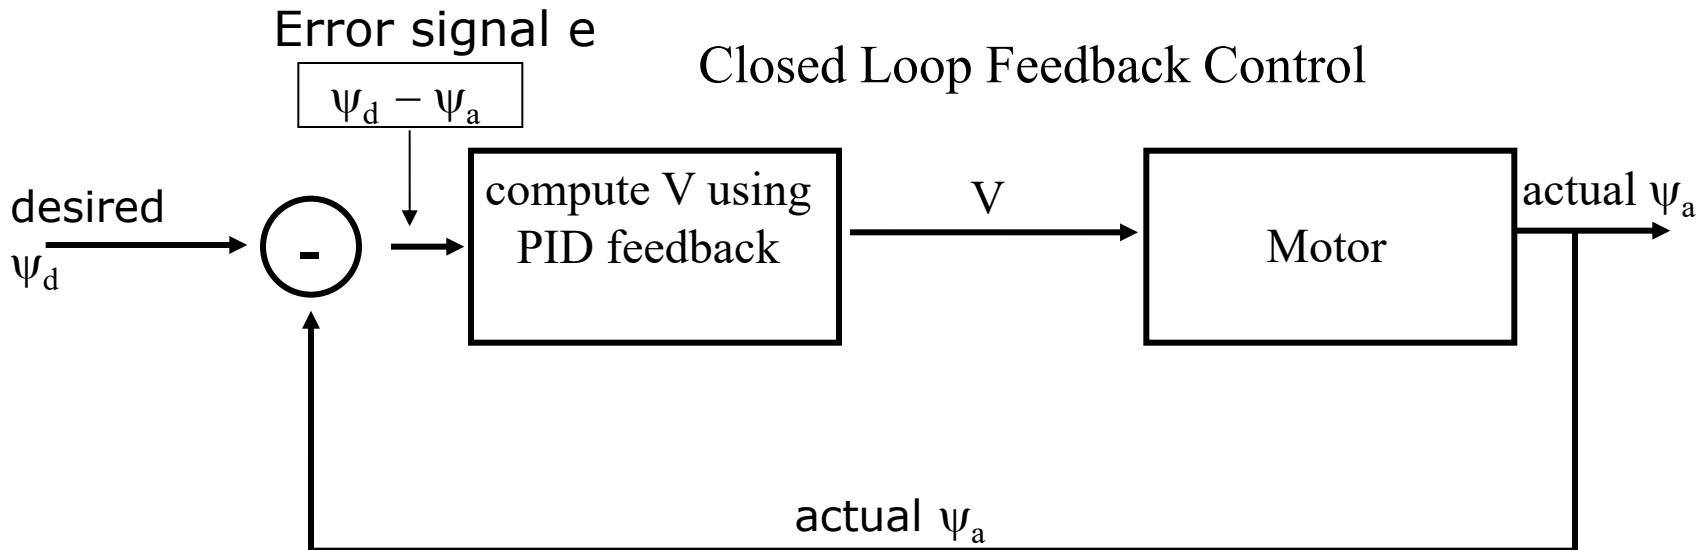 Error signal e
Closed Loop Feedback Control
ψd – ψa
desired
ψd
-
compute V using
PID feedback
V
Motor
actual ψa
actual ψa